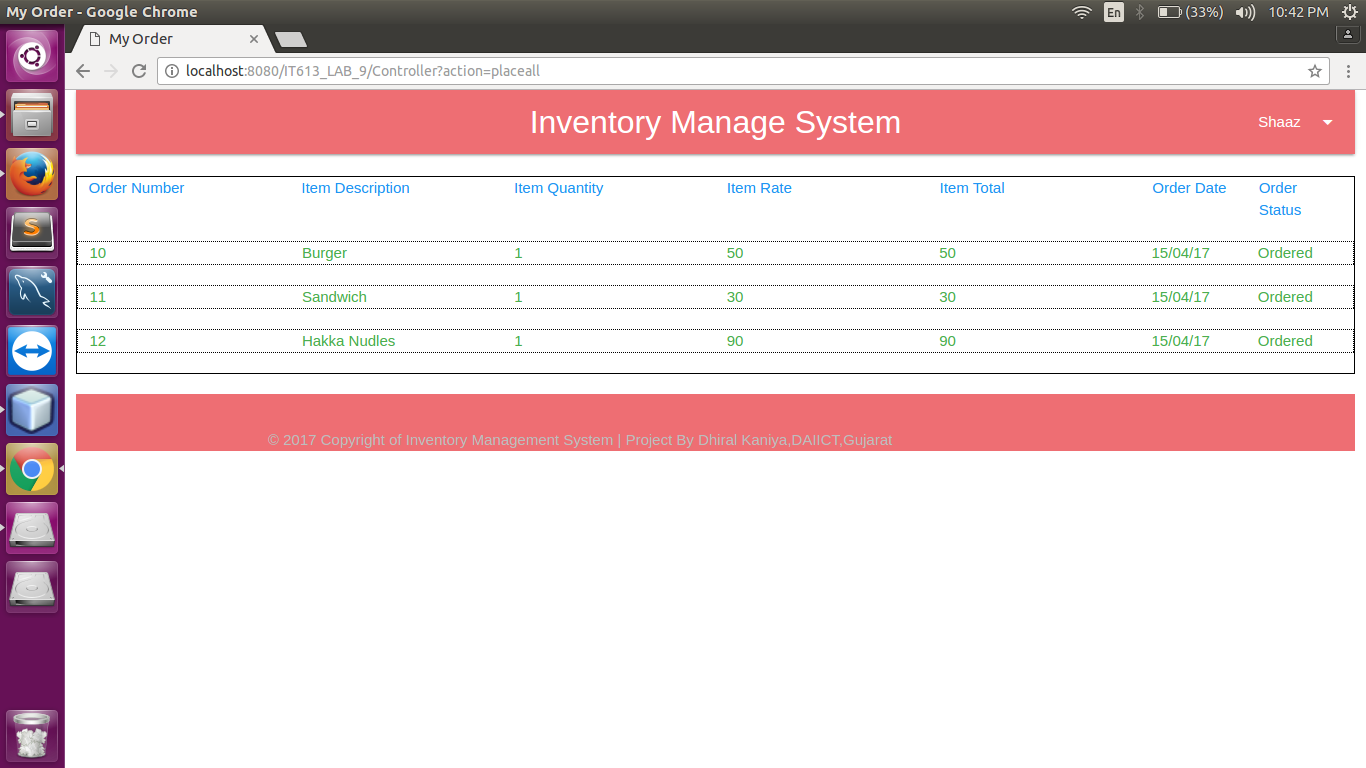 My Order - Google Chrome
En
(33%)
10:42 PM
My Order
localhost:8080/IT613_LAB_9/Controller?action=placeall
Inventory Manage System
Shaaz
Order Number Item Description Item Quantity Item Rate Item Total Order Date Order Status
10 Burger 1 50 50 15/04/17 Ordered
11 Sandwich 1 30 30 15/04/17 Ordered
12 Hakka Nudles 1 90 90 15/04/17 Ordered
© 2017 Copyright of Inventory Management System | Project By Dhiral Kaniya,DAIICT,Gujarat